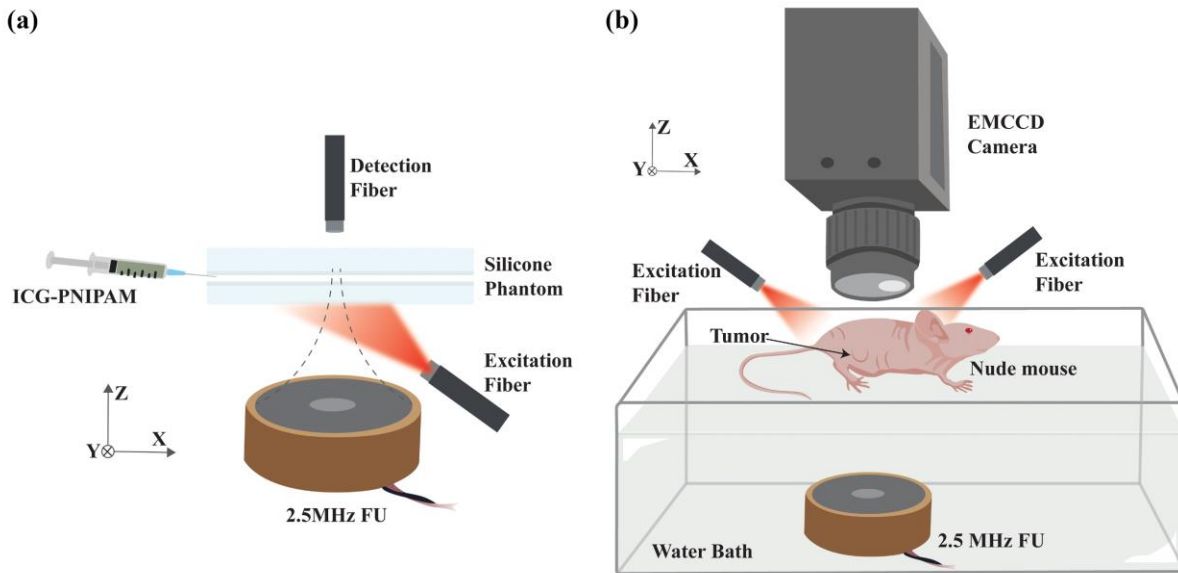 (a)
Detection
Fiber
ICG-PNIPAM
Silicone
Phantom
Excitation
Fiber
Z
Y
X
2.5MHz FU
(b)
Z
Y
X
EMCCD
Camera
Excitation
Fiber
Excitation
Fiber
Tumor
Nude mouse
Water Bath
2.5 MHz FU